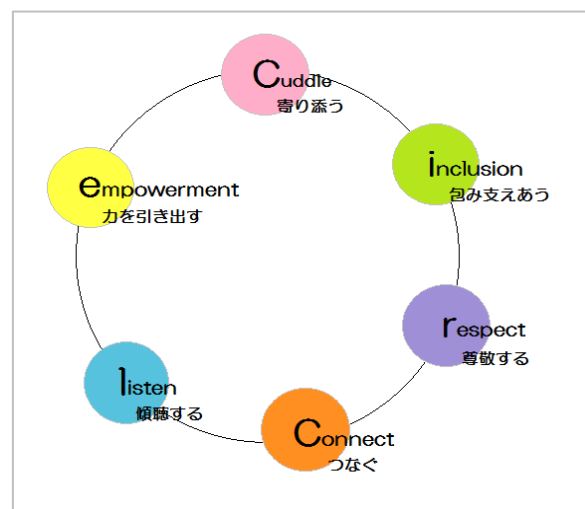 Cuddle
寄り添う
inclusion
包み支えあう
respect
尊敬する
Connect
つなぐ
listen
傾聴する
empowerment
力を引き出す